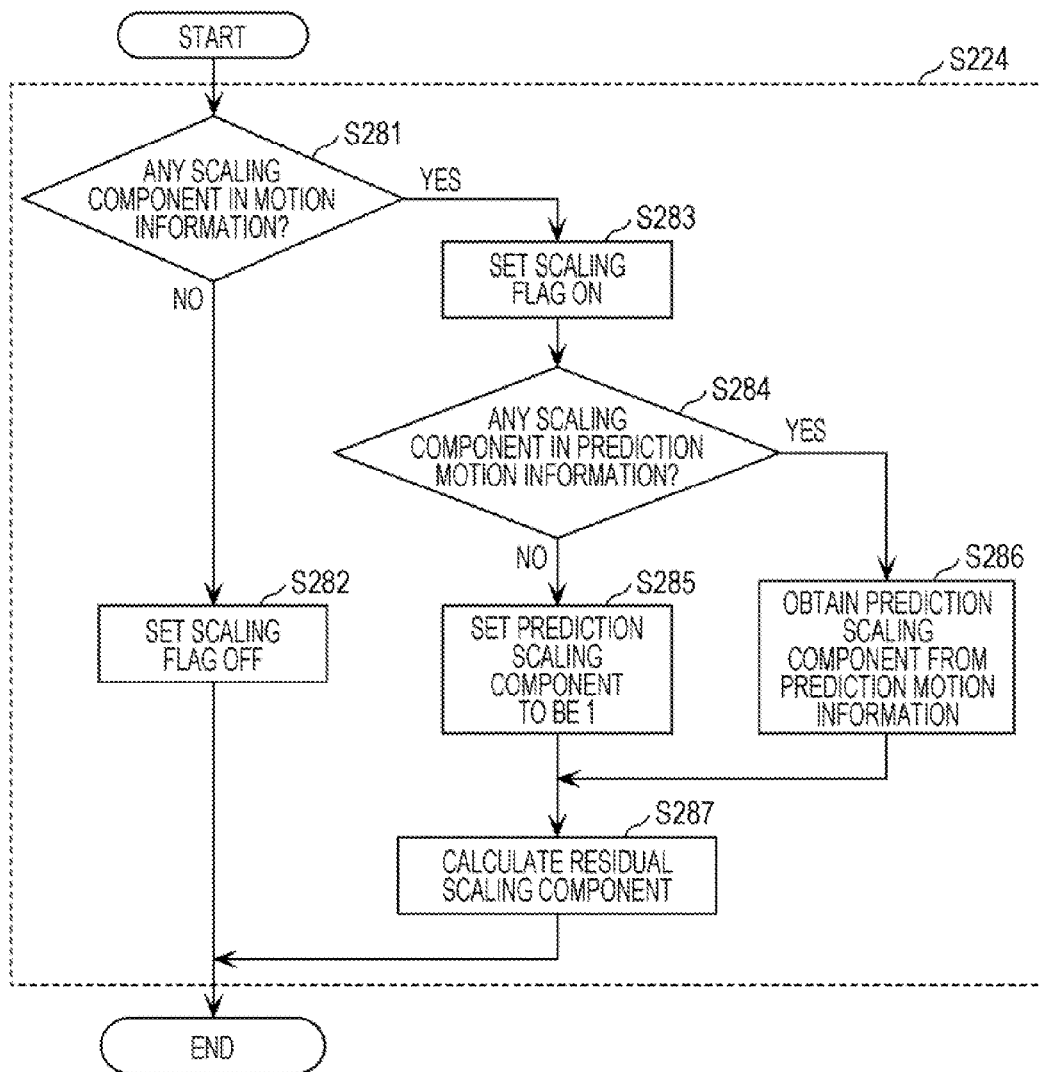 START
S224
S281
ANY SCALING
COMPONENT IN MOTION
INFORMATION?
YES
NO
S283
SET SCALING
FLAG ON
S284
ANY SCALING
COMPONENT IN PREDICTION
MOTION INFORMATION?
YES
NO
S282
SET SCALING
FLAG OFF
S285
SET PREDICTION
SCALING
COMPONENT
TO BE 1
S286
OBTAIN PREDICTION
SCALING
COMPONENT FROM
PREDICTION MOTION
INFORMATION
S287
CALCULATE RESIDUAL
SCALING COMPONENT
END